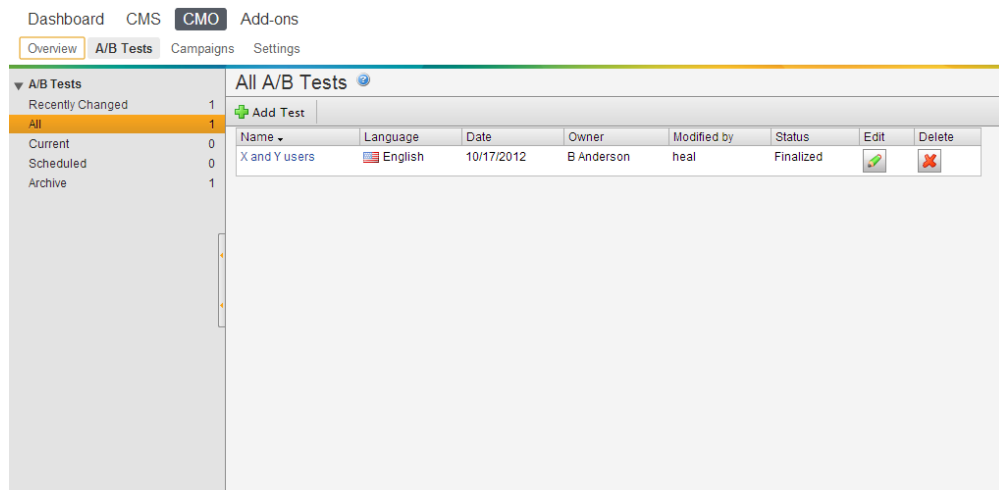 Dashboard CMS CMO Add-ons
Overview A/B Tests Campaigns Settings
A/B Tests
Recently Changed 1
All 1
Current 0
Scheduled 0
Archive 1
All A/B Tests
Add Test
Name Language Date Owner Modified by Status Edit Delete
X and Y users English 10/17/2012 B Anderson heal Finalized